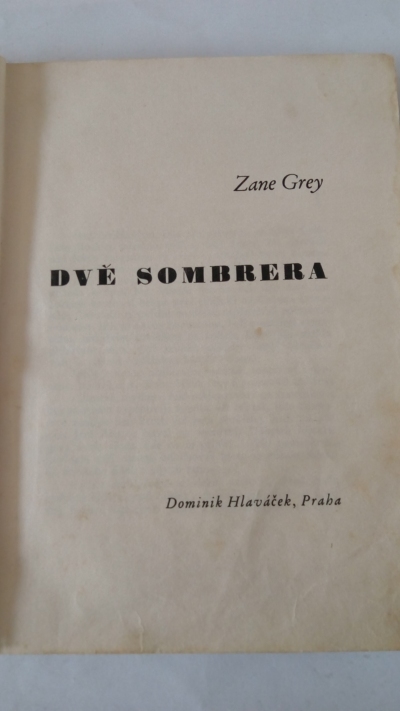 Zane Grey
DVĚ SOMBRERA
Dominik Hlaváček, Praha